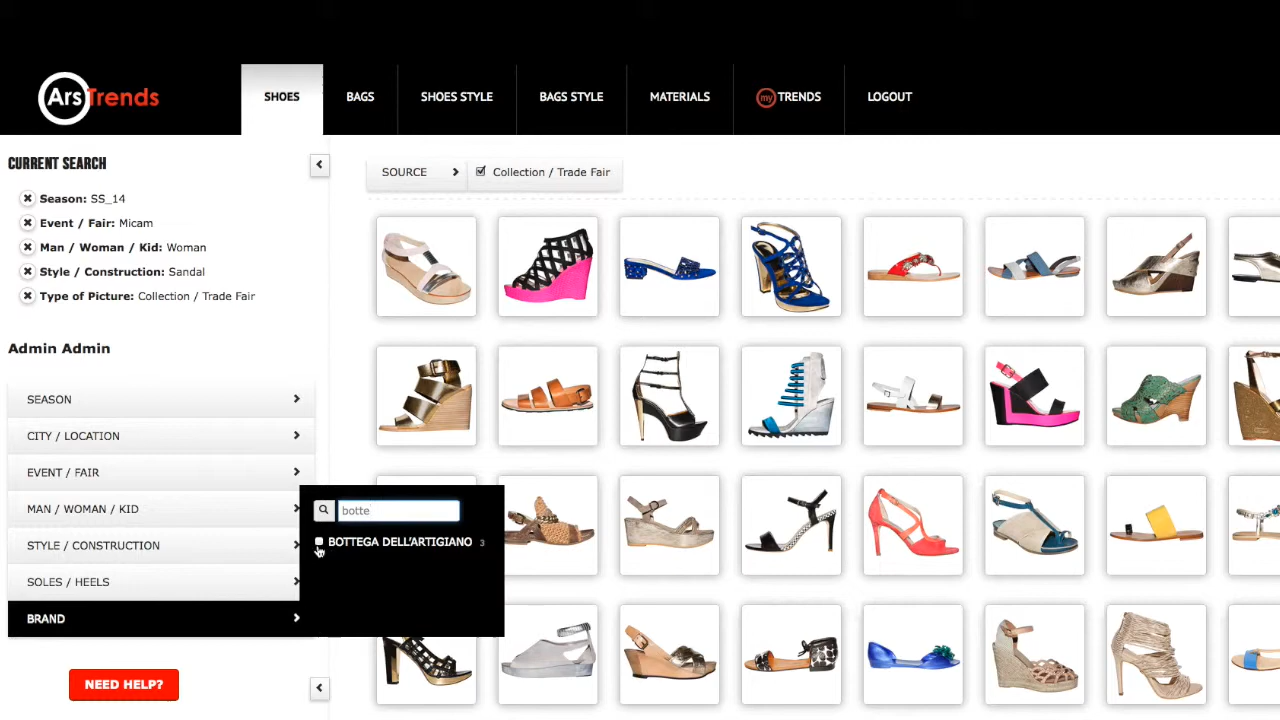 ArsTrends
SHOES
BAGS
SHOES STYLE
BAGS STYLE
MATERIALS
my TRENDS
LOGOUT
CURRENT SEARCH
Season: SS_14
Event / Fair: Micam
Man / Woman / Kid: Woman
Style / Construction: Sandal
Type of Picture: Collection / Trade Fair
SOURCE
Collection / Trade Fair
Admin Admin
SEASON
CITY / LOCATION
EVENT / FAIR
MAN / WOMAN / KID
STYLE / CONSTRUCTION
SOLES / HEELS
BRAND
botte
BOTTEGA DELL'ARTIGIANO 3
NEED HELP?